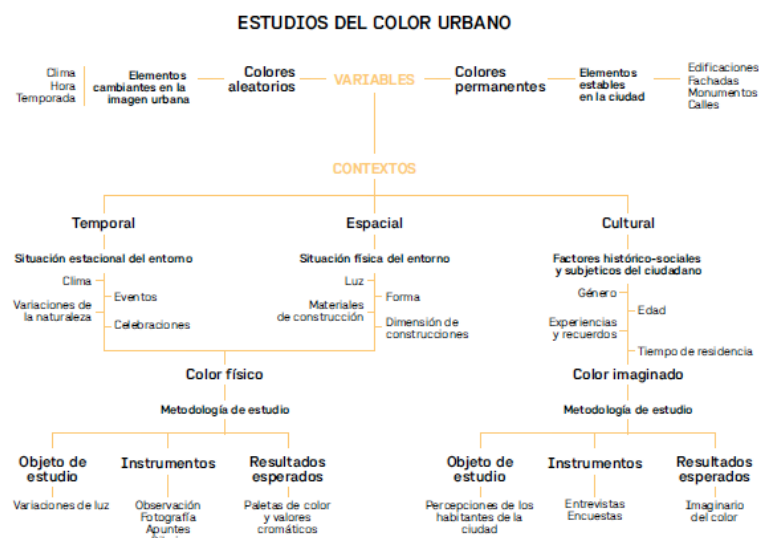 ESTUDIOS DEL COLOR URBANO
Clima
Hora
Temporada
Elementos
cambiantes en la
imagen urbana
Colores
aleatorios
VARIABLES
Colores
permanentes
Elementos
estables
en la ciudad
Edificaciones
Fachadas
Monumentos
Calles
CONTEXTOS
Temporal
Situación estacional del entorno
Clima
Eventos
Variaciones de
la naturaleza
Celebraciones
Espacial
Situación física del entorno
Luz
Forma
Materiales
de construcción
Dimensión de
construcciones
Cultural
Factores histórico-sociales
y subjeticos del ciudadano
Género
Edad
Experiencias
y recuerdos
Tiempo de residencia
Color físico
Metodología de estudio
Objeto de
estudio
Variaciones de luz
Instrumentos
Observación
Fotografía
Apuntes
Resultados
esperados
Paletas de color
y valores
cromáticos
Color imaginado
Metodología de estudio
Objeto de
estudio
Percepciones de los
habitantes de la
ciudad
Instrumentos
Entrevistas
Encuestas
Resultados
esperados
Imaginario
del color